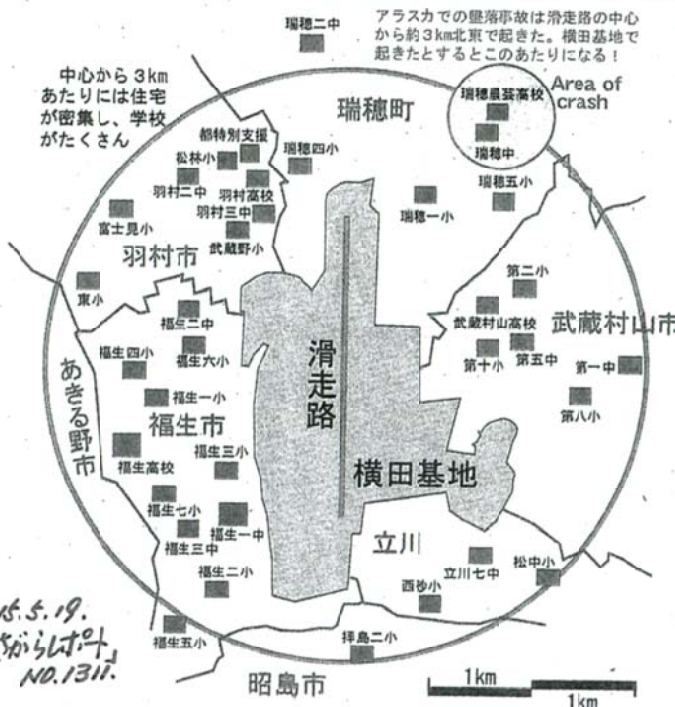 アラスカでの墜落事故は滑走路の中心
から約3km北東で起きた。横田基地で
起きたとするとこのあたりになる！
瑞穂二中
中心から3km
あたりには住宅
が密集し、学校
がたくさん
瑞穂町
Area of
crash
瑞穂農芸高校
瑞穂中
都特別支援
松林小
瑞穂四小
羽村二中
羽村高校
羽村三中
瑞穂一小
瑞穂五小
富士見小
武蔵野小
羽村市
東小
第二小
福生二中
武蔵村山高校
武蔵村山市
福生四小
福生六小
第十小
第五中
第一中
あきる野市
滑走路
福生一小
第八小
福生市
福生三小
福生高校
横田基地
福生七小
福生一中
福生三中
立川
福生二小
立川七中
松中小
西砂小
15.5.19.
福生五小
さがらレポート」
NO.1311.
拝島二小
昭島市
1km
1km